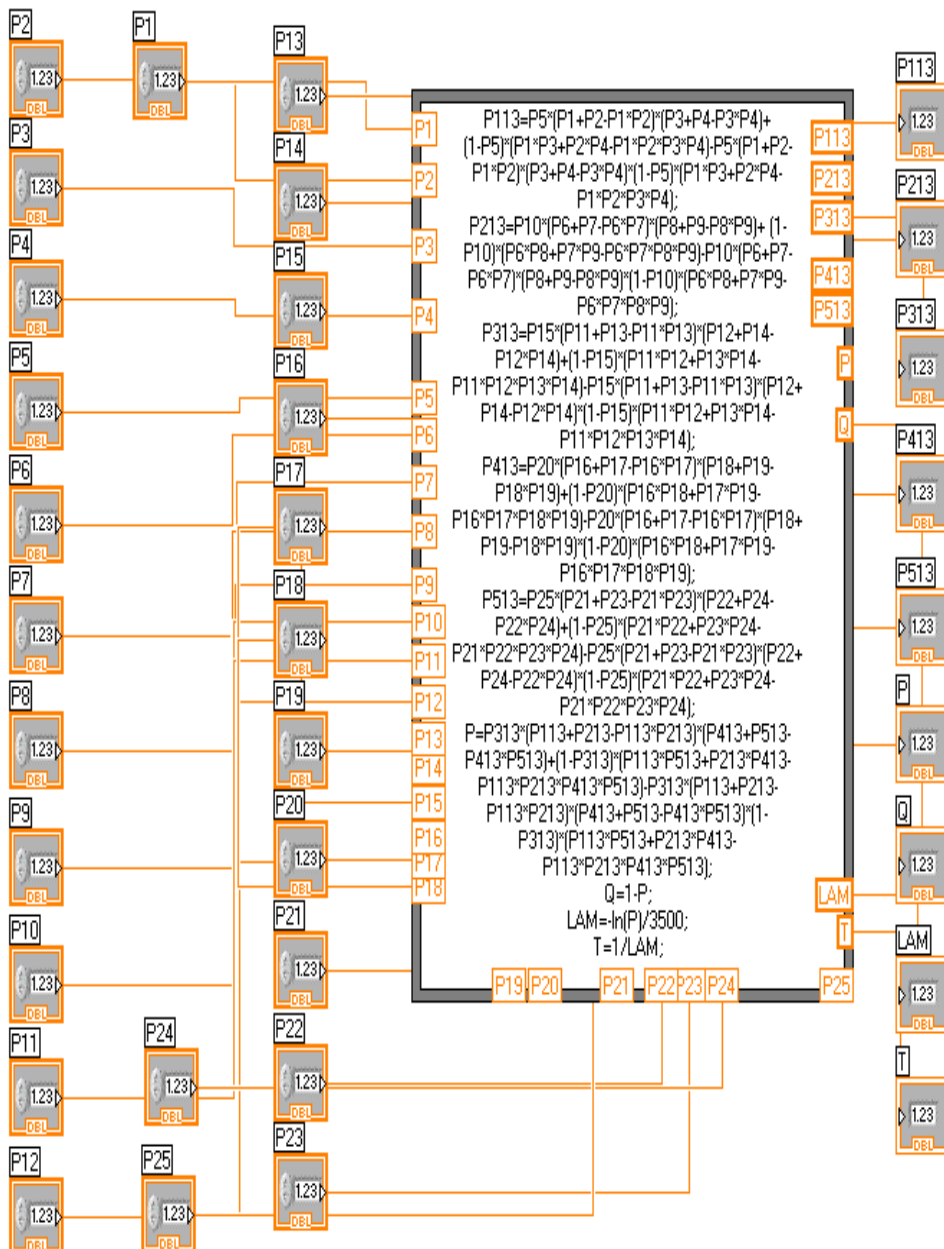 P2
P1
P13
P113
P3
P14
P213
P4
P15
P313
P5
P16
P413
P6
P17
P513
P7
P18
P
P8
P19
Q
P9
P20
LAM
P10
P21
T
P11
P24
P22
P12
P25
P23
1.23
DBL
P1
P2
P3
P4
P5
P6
P7
P8
P9
P10
P11
P12
P13
P14
P15
P16
P17
P18
P113=P5*(P1+P2-P1*P2)*(P3+P4-P3*P4)+
(1-P5)*(P1*P3+P2*P4-P1*P2*P3*P4)-P5*(P1+P2-
P1*P2)*(P3+P4-P3*P4)*(1-P5)*(P1*P3+P2*P4-
P1*P2*P3*P4);
P213=P10*(P6+P7-P6*P7)*(P8+P9-P8*P9)+ (1-
P10)*(P6*P8+P7*P9-P6*P7*P8*P9)-P10*(P6+P7-
P6*P7)*(P8+P9-P8*P9)*(1-P10)*(P6*P8+P7*P9-
P6*P7*P8*P9);
P313=P15*(P11+P13-P11*P13)*(P12+P14-
P12*P14)+(1-P15)*(P11*P12+P13*P14-
P11*P12*P13*P14)-P15*(P11+P13-P11*P13)*(P12+
P14-P12*P14)*(1-P15)*(P11*P12+P13*P14-
P11*P12*P13*P14);
P413=P20*(P16+P17-P16*P17)*(P18+P19-
P18*P19)+(1-P20)*(P16*P18+P17*P19-
P16*P17*P18*P19)-P20*(P16+P17-P16*P17)*(P18+
P19-P18*P19)*(1-P20)*(P16*P18+P17*P19-
P16*P17*P18*P19);
P513=P25*(P21+P23-P21*P23)*(P22+P24-
P22*P24)+(1-P25)*(P21*P22+P23*P24-
P21*P22*P23*P24)-P25*(P21+P23-P21*P23)*(P22+
P24-P22*P24)*(1-P25)*(P21*P22+P23*P24-
P21*P22*P23*P24);
P=P313*(P113+P213-P113*P213)*(P413+P513-
P413*P513)+(1-P313)*(P113*P513+P213*P413-
P113*P213*P413*P513)-P313*(P113+P213-
P113*P213)*(P413+P513-P413*P513)*(1-
P313)*(P113*P513+P213*P413-
P113*P213*P413*P513);
Q=1-P;
LAM=-ln(P)/3500;
T=1/LAM;
P113
P213
P313
P413
P513
P
Q
LAM
T
P19
P20
P21
P22
P23
P24
P25